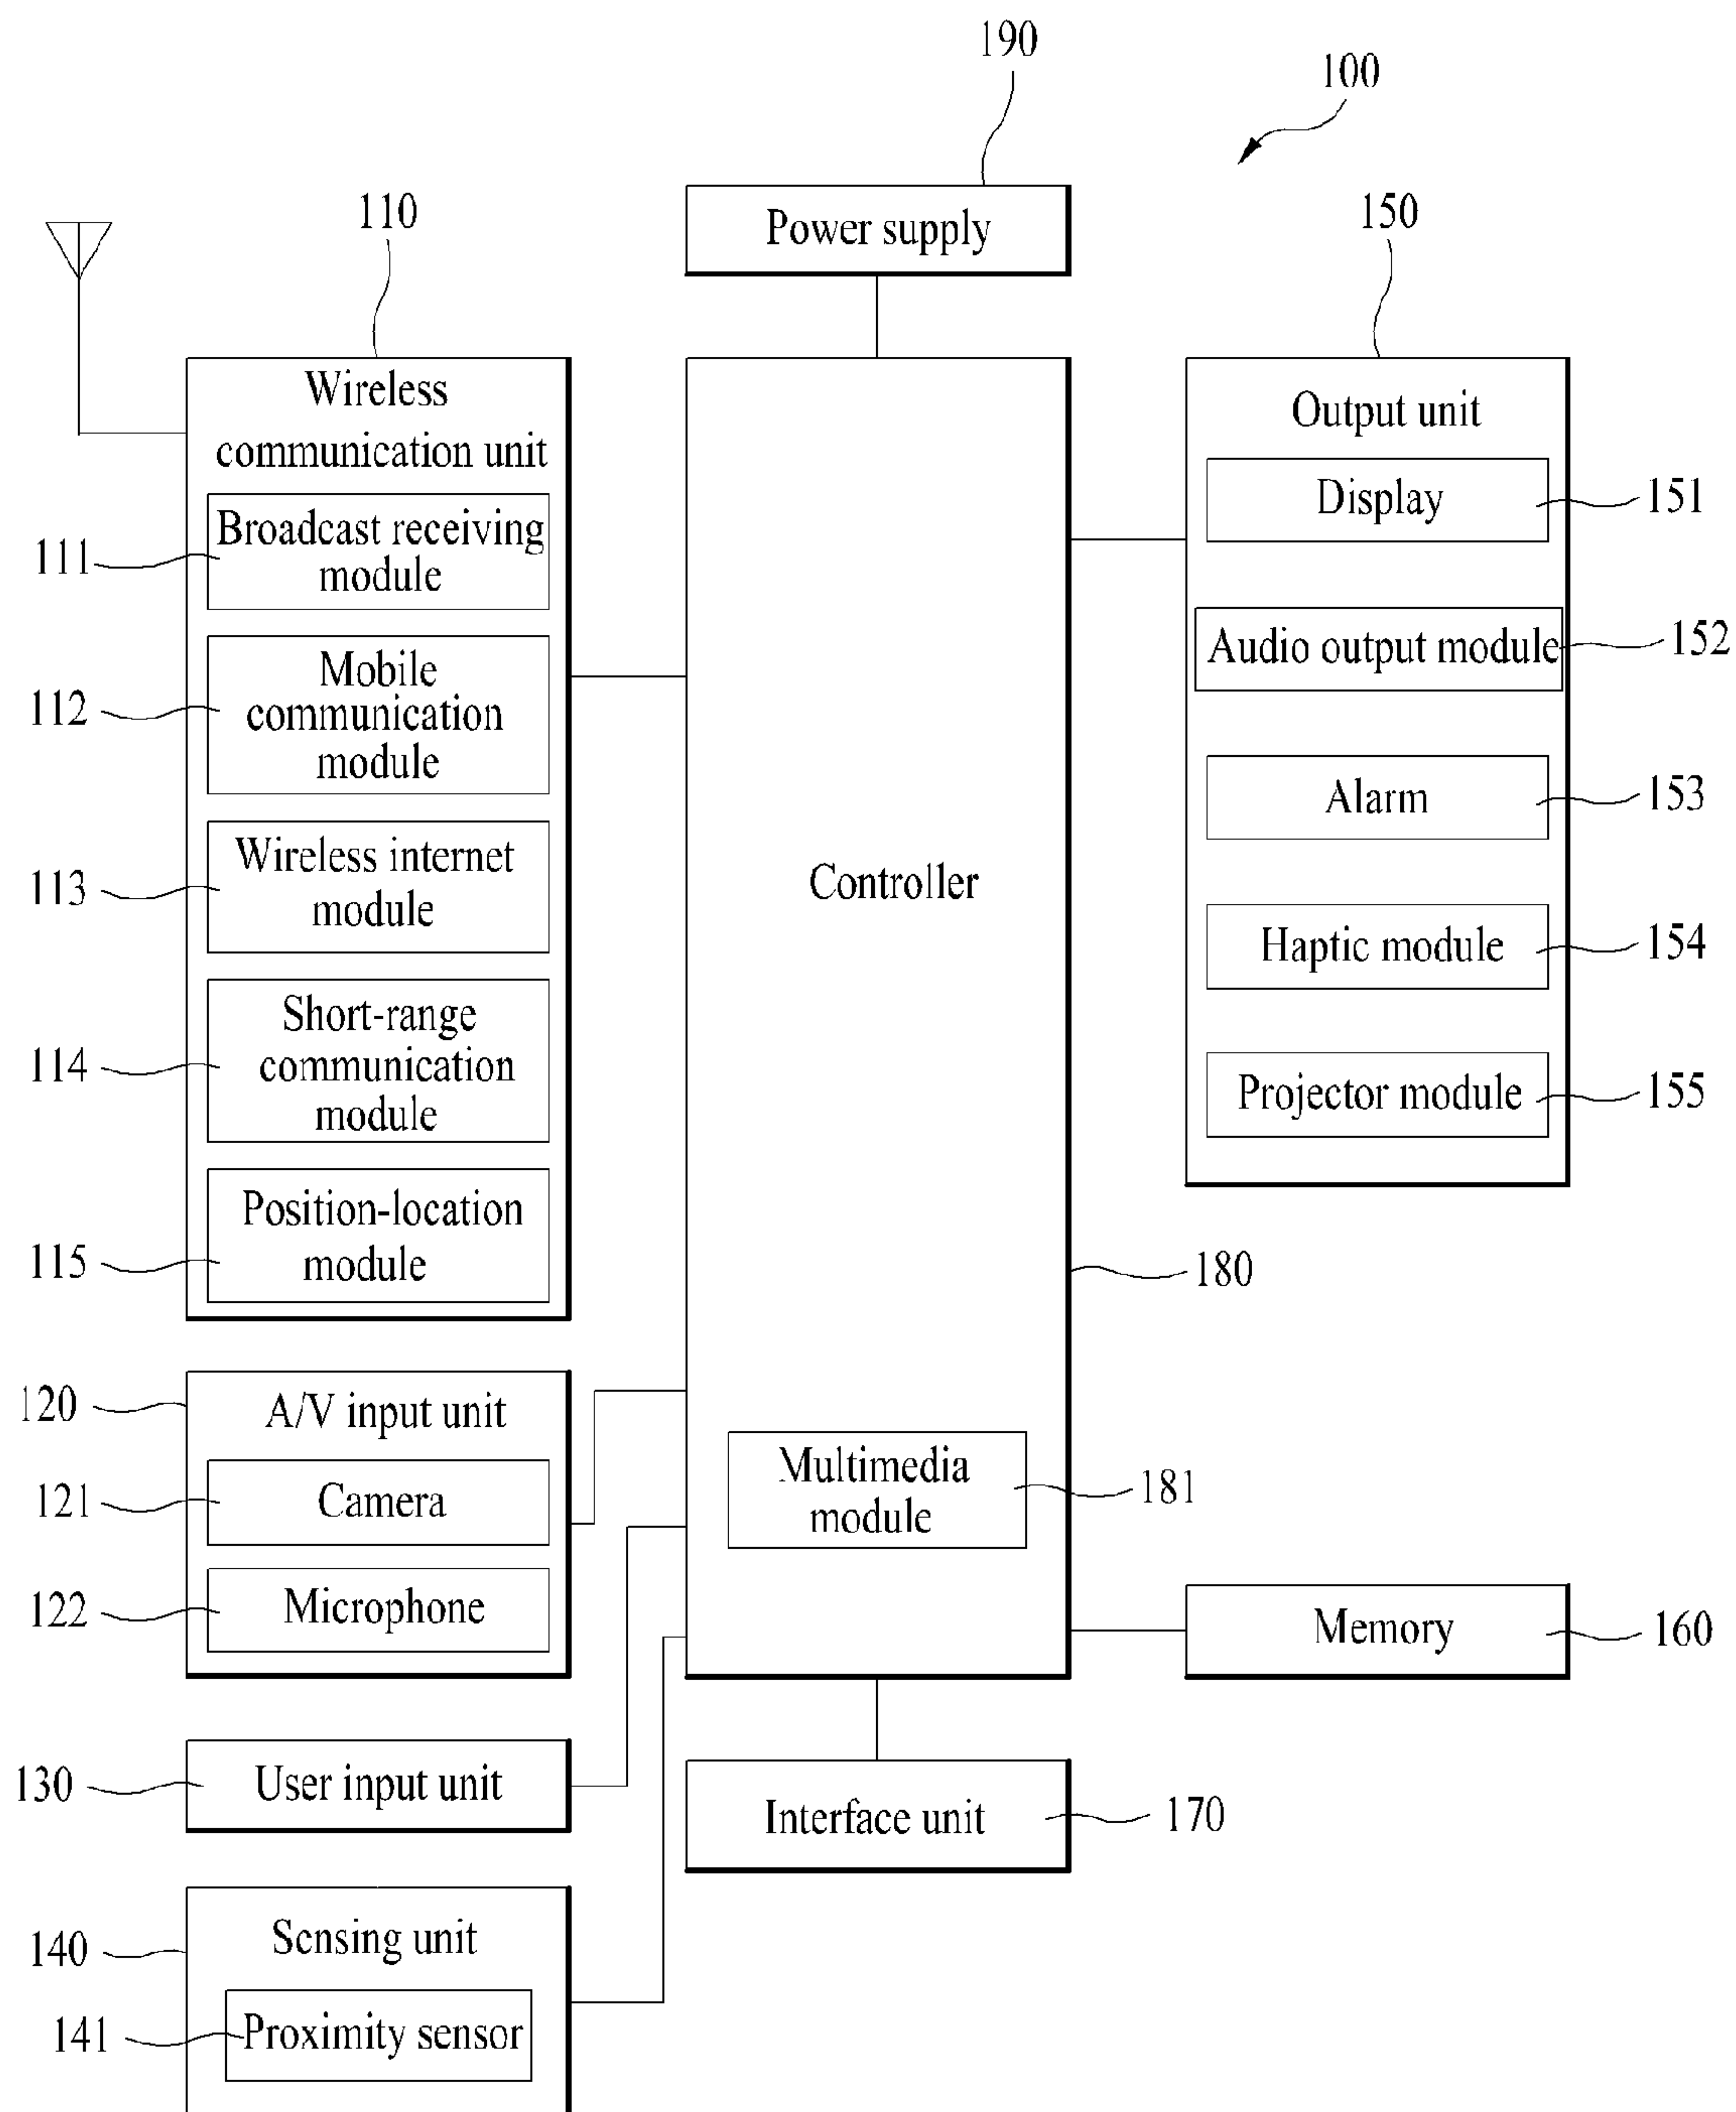 190
100
110
150
Power supply
Wireless
communication unit
Broadcast receiving
module
111
Mobile
communication
module
112
Wireless internet
module
113
Short-range
communication
module
114
Position-location
module
115
Output unit
Display
151
Audio output module
152
Alarm
153
Haptic module
154
Projector module
155
Controller
180
Multimedia
module
181
120
A/V input unit
121
Camera
122
Microphone
130
User input unit
140
Sensing unit
141
Proximity sensor
Memory
160
Interface unit
170